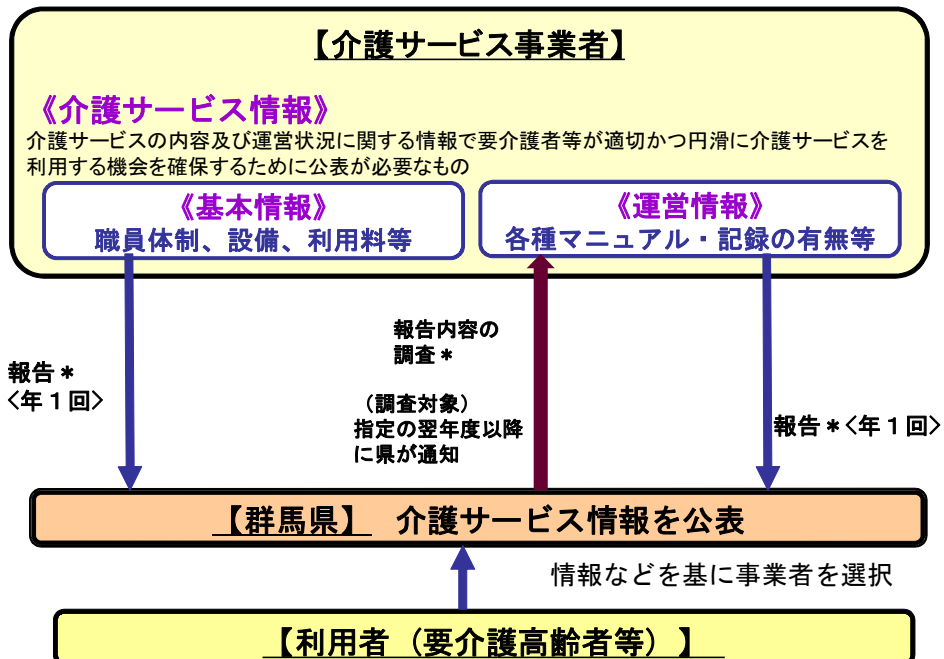 【介護サービス事業者】
《介護サービス情報》
介護サービスの内容及び運営状況に関する情報で要介護者等が適切かつ円滑に介護サービスを
利用する機会を確保するために公表が必要なもの
《基本情報》
職員体制、設備、利用料等
《運営情報》
各種マニュアル・記録の有無等
報告＊
<年１回>
報告内容の
調査＊
（調査対象）
指定の翌年度以降
に県が通知
報告＊<年１回>
【群馬県】　介護サービス情報を公表
情報などを基に事業者を選択
【利用者（要介護高齢者等）】